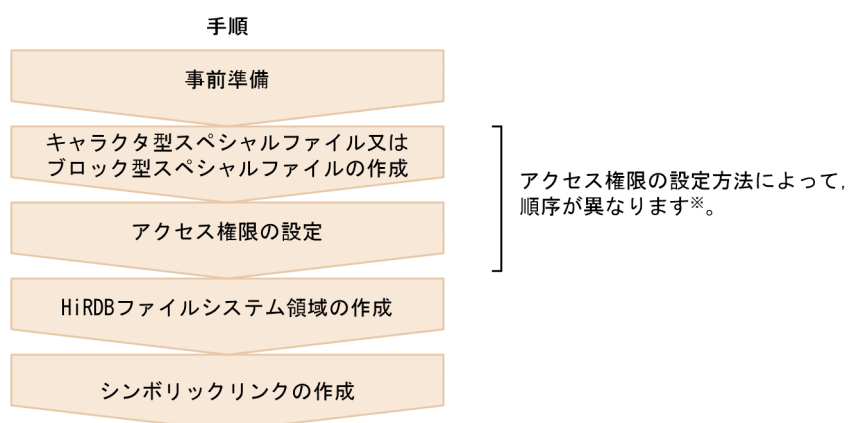 手順
事前準備
キャラクタ型スペシャルファイル又は
ブロック型スペシャルファイルの作成
アクセス権限の設定
アクセス権限の設定方法によって,
順序が異なります※。
HiRDBファイルシステム領域の作成
シンボリックリンクの作成